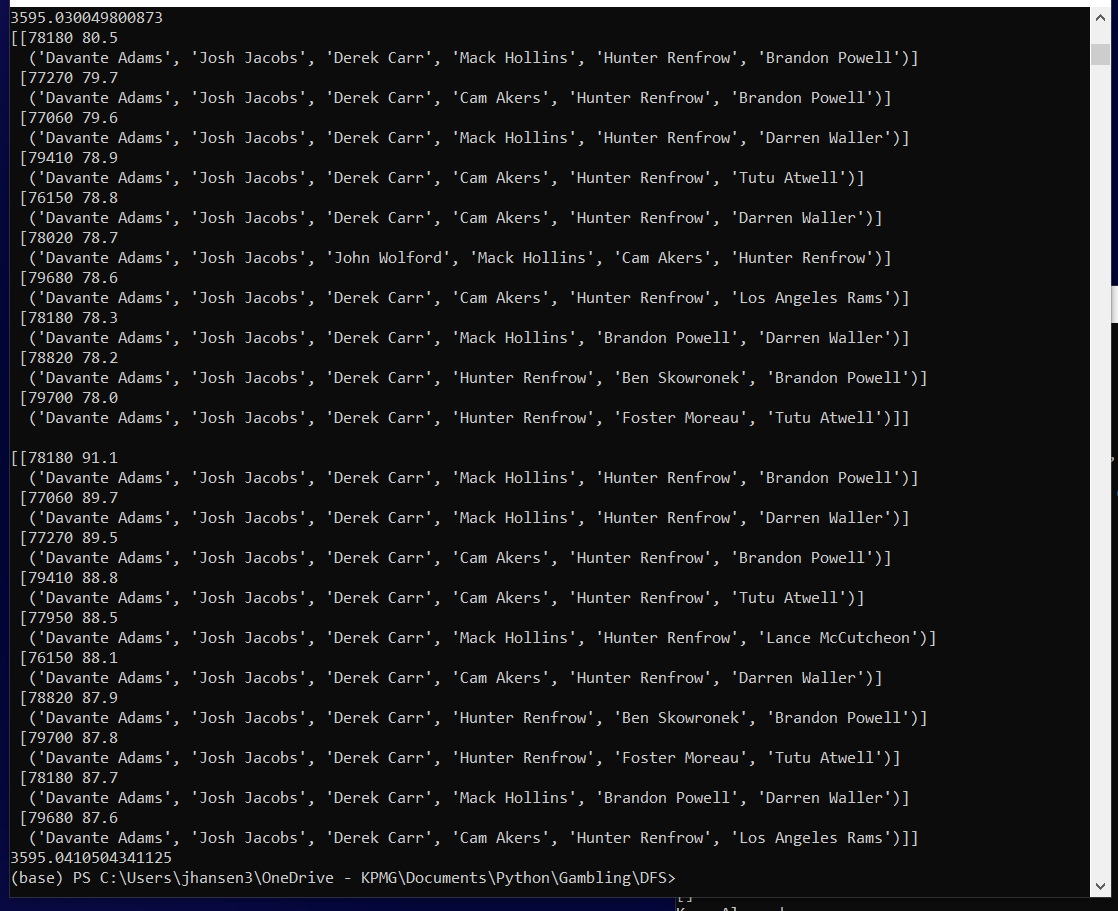 3595.030049800873
[[78180 80.5
  ('Davante Adams', 'Josh Jacobs', 'Derek Carr', 'Mack Hollins', 'Hunter Renfrow', 'Brandon Powell')]
 [77270 79.7
  ('Davante Adams', 'Josh Jacobs', 'Derek Carr', 'Cam Akers', 'Hunter Renfrow', 'Brandon Powell')]
 [77060 79.6
  ('Davante Adams', 'Josh Jacobs', 'Derek Carr', 'Mack Hollins', 'Hunter Renfrow', 'Darren Waller')]
 [79410 78.9
  ('Davante Adams', 'Josh Jacobs', 'Derek Carr', 'Cam Akers', 'Hunter Renfrow', 'Tutu Atwell')]
 [76150 78.8
  ('Davante Adams', 'Josh Jacobs', 'Derek Carr', 'Cam Akers', 'Hunter Renfrow', 'Darren Waller')]
 [78020 78.7
  ('Davante Adams', 'Josh Jacobs', 'John Wolford', 'Mack Hollins', 'Cam Akers', 'Hunter Renfrow')]
 [79680 78.6
  ('Davante Adams', 'Josh Jacobs', 'Derek Carr', 'Cam Akers', 'Hunter Renfrow', 'Los Angeles Rams')]
 [78180 78.3
  ('Davante Adams', 'Josh Jacobs', 'Derek Carr', 'Mack Hollins', 'Brandon Powell', 'Darren Waller')]
 [78820 78.2
  ('Davante Adams', 'Josh Jacobs', 'Derek Carr', 'Hunter Renfrow', 'Ben Skowronek', 'Brandon Powell')]
 [79700 78.0
  ('Davante Adams', 'Josh Jacobs', 'Derek Carr', 'Hunter Renfrow', 'Foster Moreau', 'Tutu Atwell')]]
[[78180 91.1
  ('Davante Adams', 'Josh Jacobs', 'Derek Carr', 'Mack Hollins', 'Hunter Renfrow', 'Brandon Powell')]
 [77060 89.7
  ('Davante Adams', 'Josh Jacobs', 'Derek Carr', 'Mack Hollins', 'Hunter Renfrow', 'Darren Waller')]
 [77270 89.5
  ('Davante Adams', 'Josh Jacobs', 'Derek Carr', 'Cam Akers', 'Hunter Renfrow', 'Brandon Powell')]
 [79410 88.8
  ('Davante Adams', 'Josh Jacobs', 'Derek Carr', 'Cam Akers', 'Hunter Renfrow', 'Tutu Atwell')]
 [77950 88.5
  ('Davante Adams', 'Josh Jacobs', 'Derek Carr', 'Mack Hollins', 'Hunter Renfrow', 'Lance McCutcheon')]
 [76150 88.1
  ('Davante Adams', 'Josh Jacobs', 'Derek Carr', 'Cam Akers', 'Hunter Renfrow', 'Darren Waller')]
 [78820 87.9
  ('Davante Adams', 'Josh Jacobs', 'Derek Carr', 'Hunter Renfrow', 'Ben Skowronek', 'Brandon Powell')]
 [79700 87.8
  ('Davante Adams', 'Josh Jacobs', 'Derek Carr', 'Hunter Renfrow', 'Foster Moreau', 'Tutu Atwell')]
 [78180 87.7
  ('Davante Adams', 'Josh Jacobs', 'Derek Carr', 'Mack Hollins', 'Brandon Powell', 'Darren Waller')]
 [79680 87.6
  ('Davante Adams', 'Josh Jacobs', 'Derek Carr', 'Cam Akers', 'Hunter Renfrow', 'Los Angeles Rams')]]
3595.0410504341125
(base) PS C:\Users\jhansen3\OneDrive - KPMG\Documents\Python\Gambling\DFS>